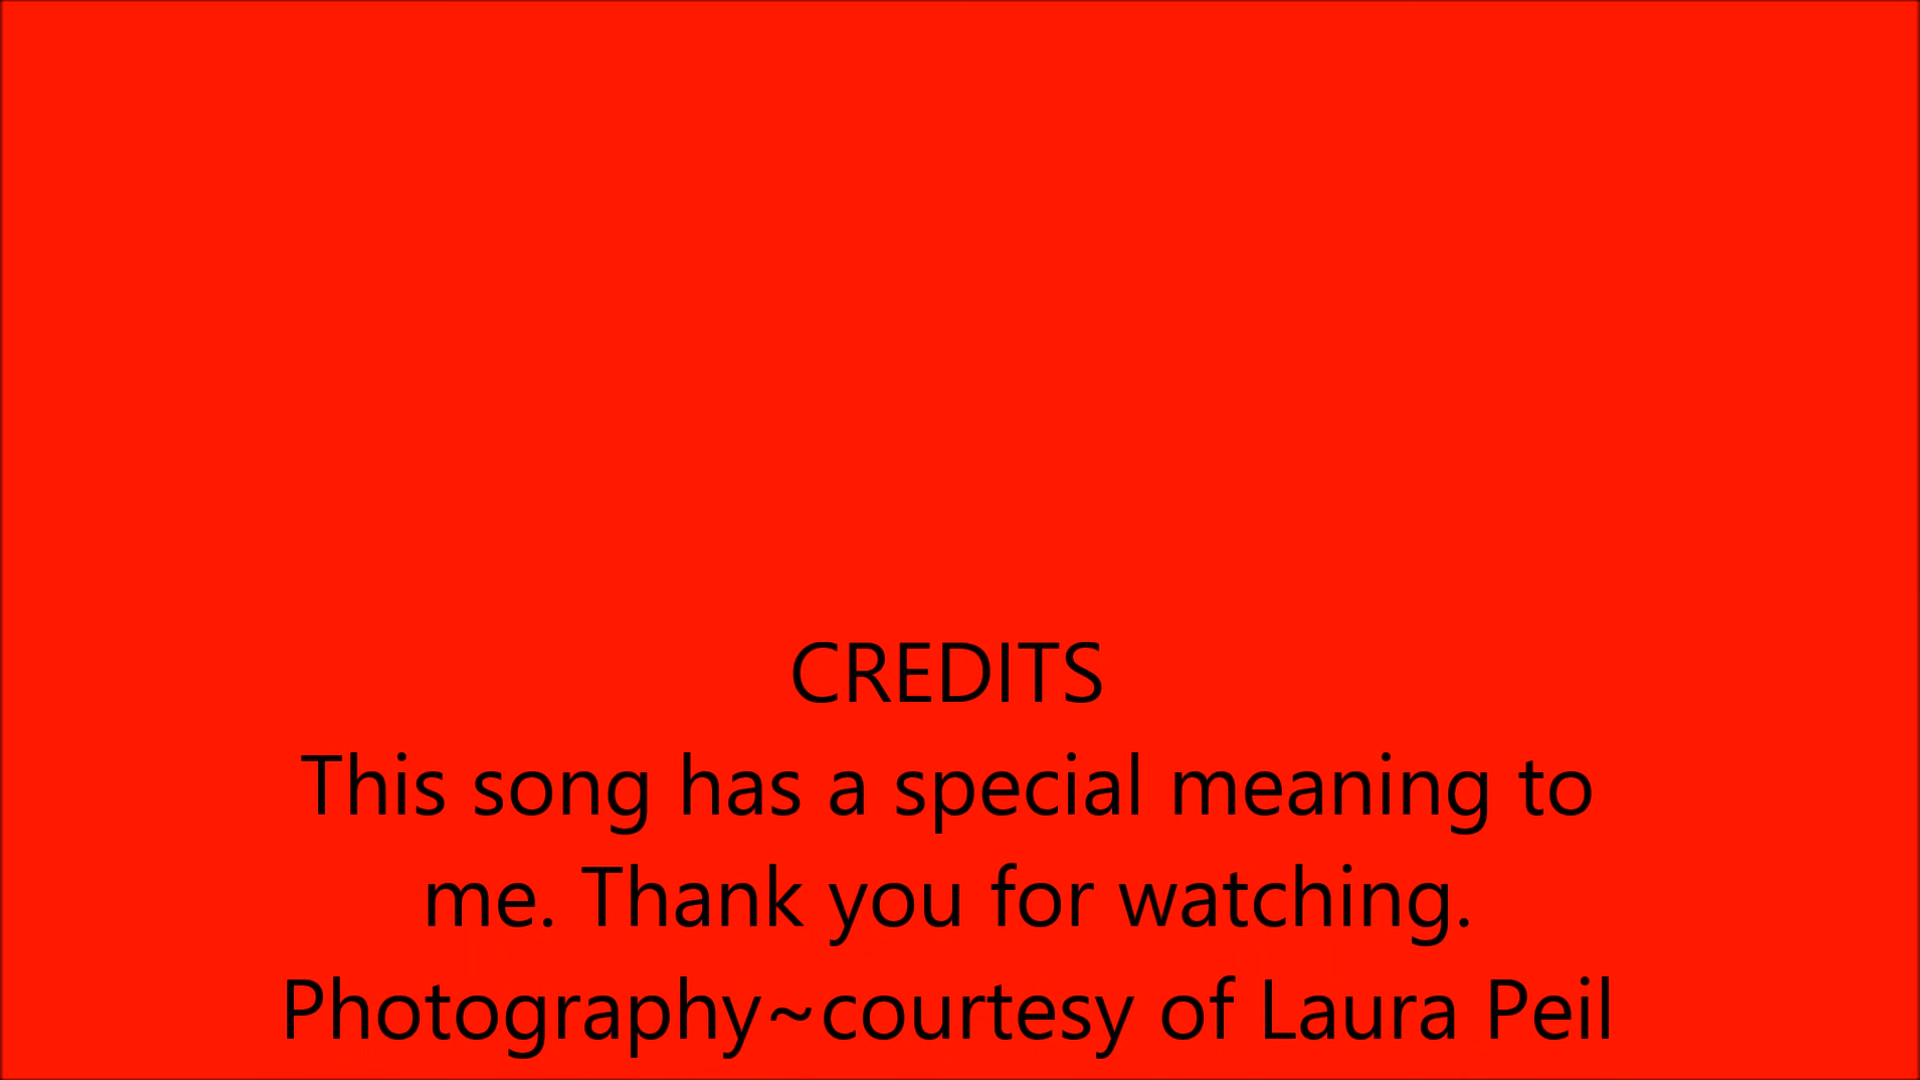 CREDITS
This song has a special meaning to
me. Thank you for watching.
Photography~courtesy of Laura Peil